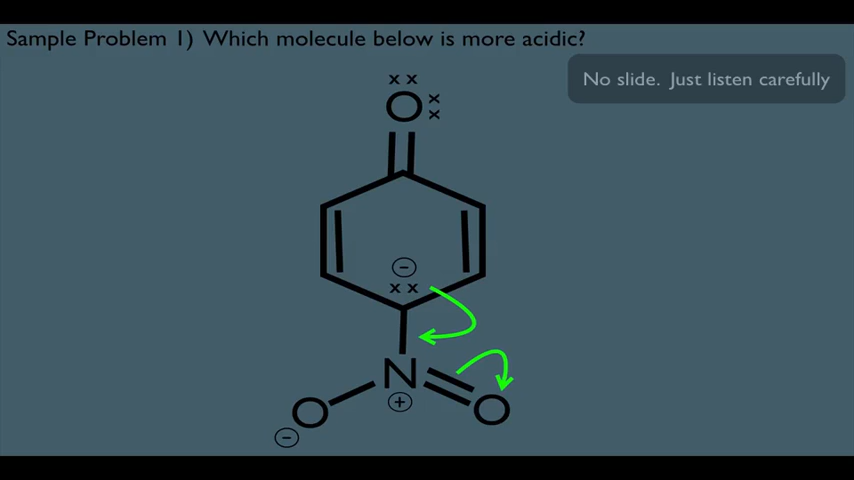 Sample Problem 1) Which molecule below is more acidic?
No slide. Just listen carefully
x x
O x
x
−
x x
N
+
O
−
O